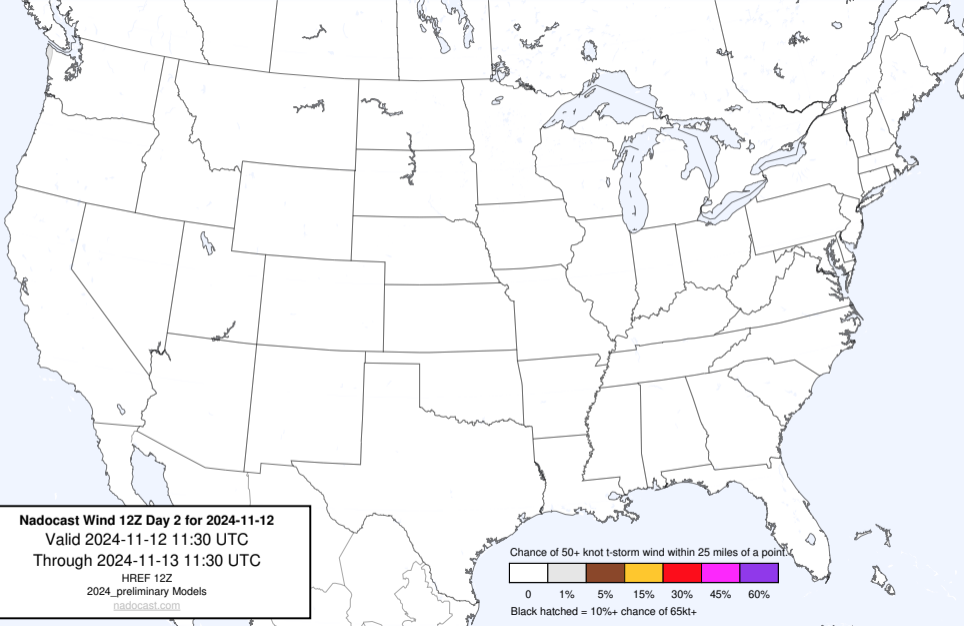 Nadocast Wind 12Z Day 2 for 2024-11-12
Valid 2024-11-12 11:30 UTC
Through 2024-11-13 11:30 UTC
HREF 12Z
2024_preliminary Models
nadocast.com
Chance of 50+ knot t-storm wind within 25 miles of a point.
0 1% 5% 15% 30% 45% 60%
Black hatched = 10%+ chance of 65kt+